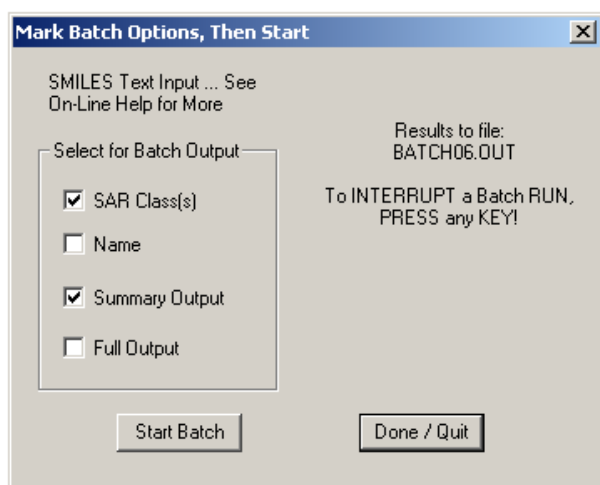 Mark Batch Options, Then Start
SMILES Text Input ... See
On-Line Help for More
Select for Batch Output
SAR Class(s)
Name
Summary Output
Full Output
Results to file:
BATCH06.OUT
To INTERRUPT a Batch RUN,
PRESS any KEY!
Start Batch
Done / Quit